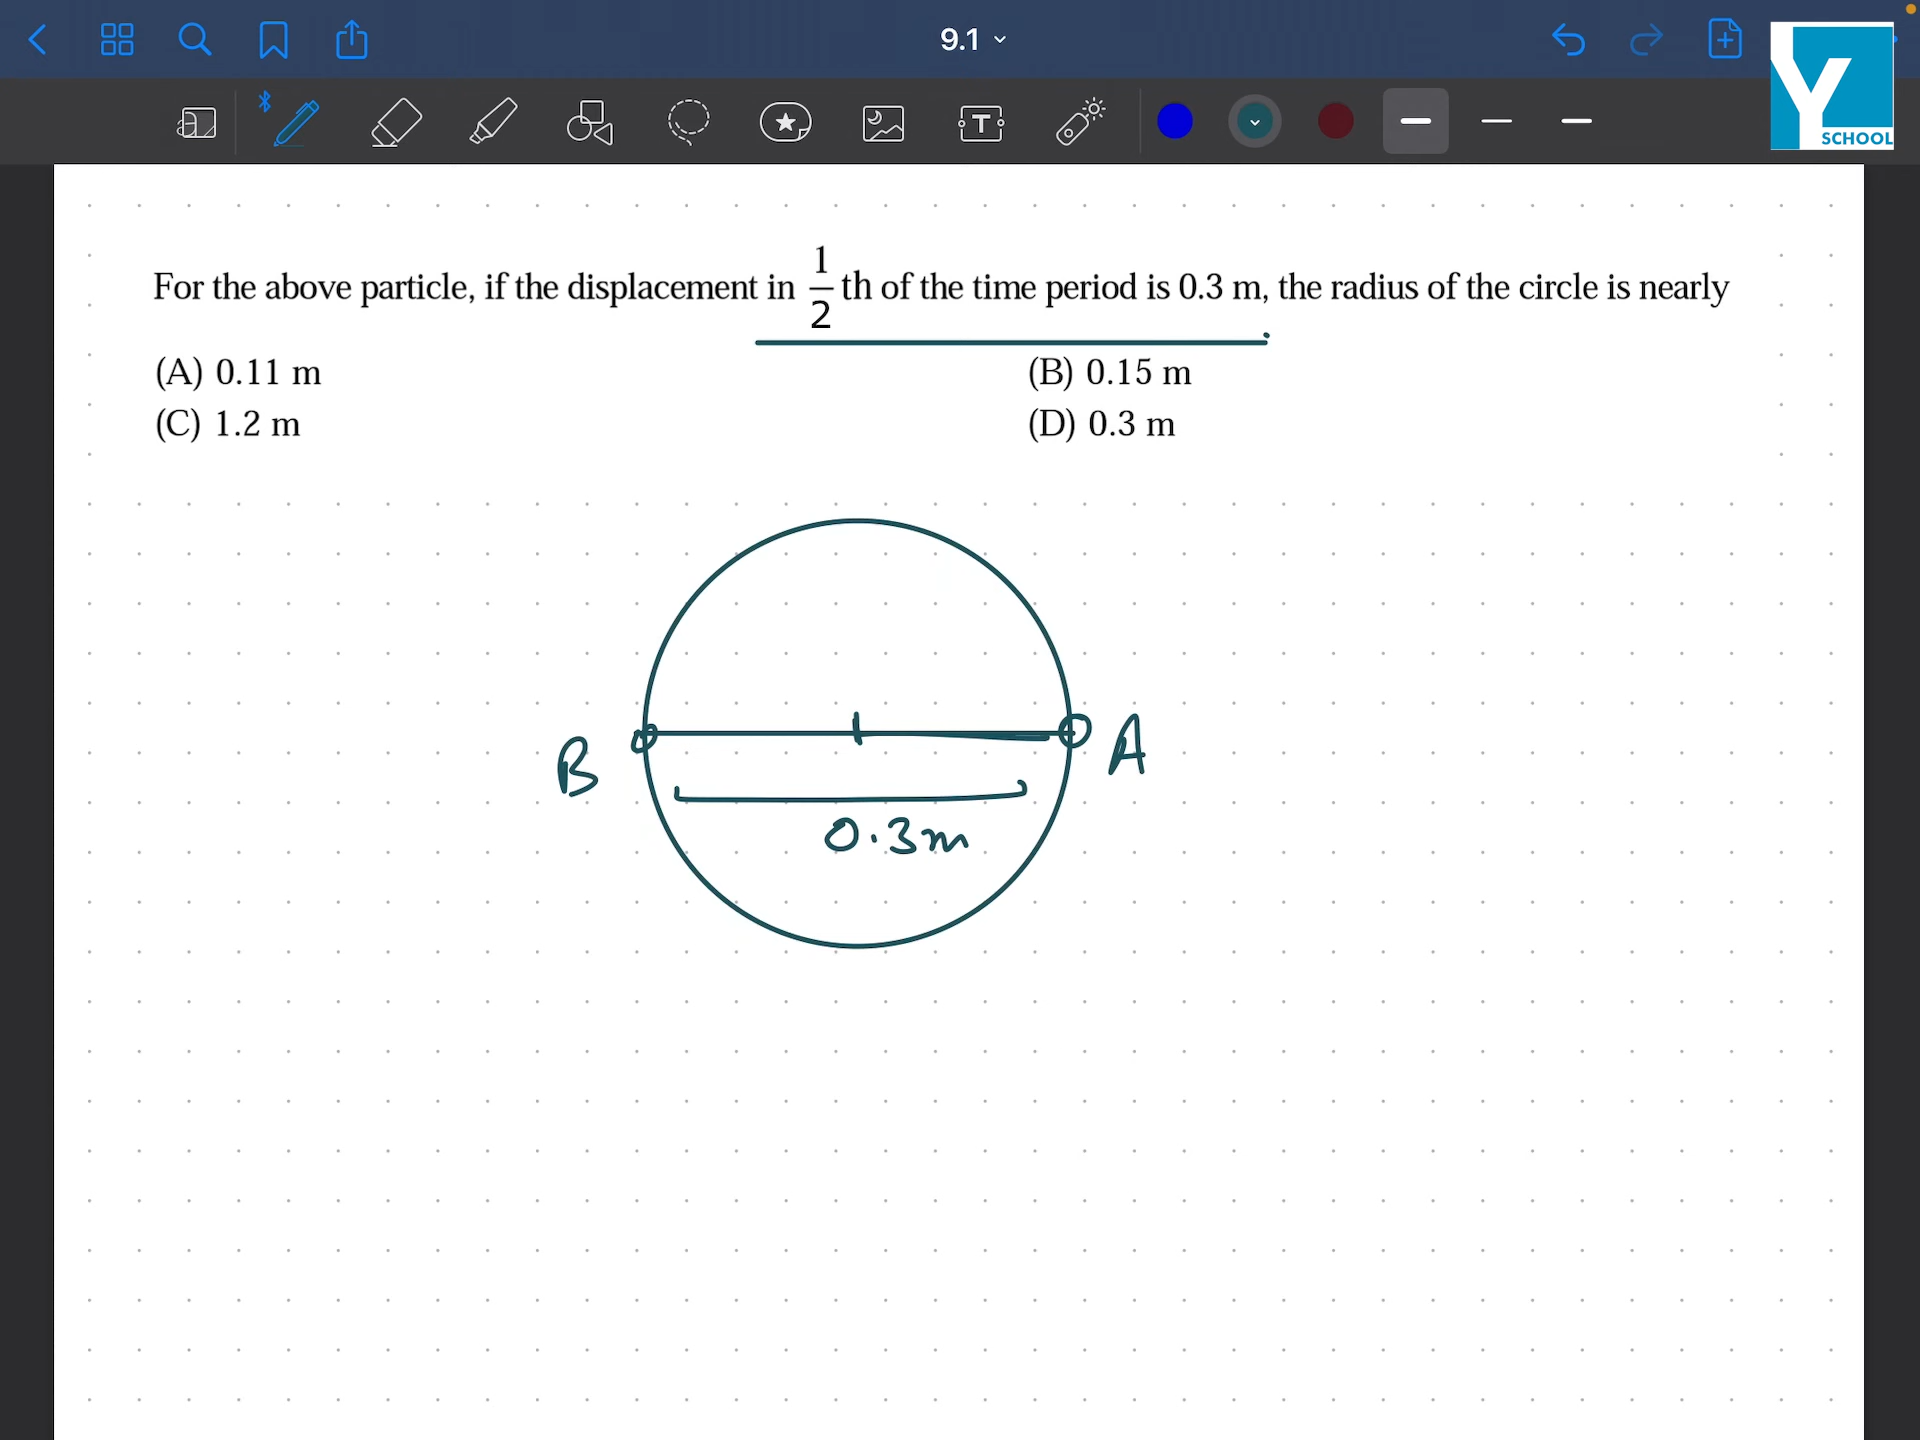 9.1
Y
SCHOOL
For the above particle, if the displacement in 1/2 th of the time period is 0.3 m, the radius of the circle is nearly
(A) 0.11 m
(B) 0.15 m
(C) 1.2 m
(D) 0.3 m
B
A
0.3m